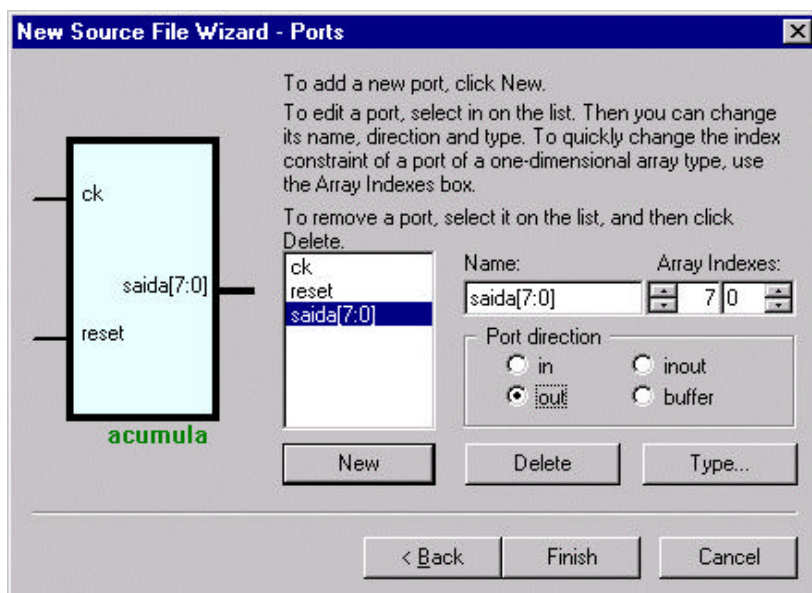 New Source File Wizard - Ports
To add a new port, click New.
To edit a port, select in on the list. Then you can change
its name, direction and type. To quickly change the index
constraint of a port of a one-dimensional array type, use
the Array Indexes box.
To remove a port, select it on the list, and then click
Delete.
ck
saida[7:0]
reset
acumula
ck
reset
saida[7:0]
Name:
Array Indexes:
saida[7:0]
7
0
Port direction
in
inout
out
buffer
New
Delete
Type...
< Back
Finish
Cancel